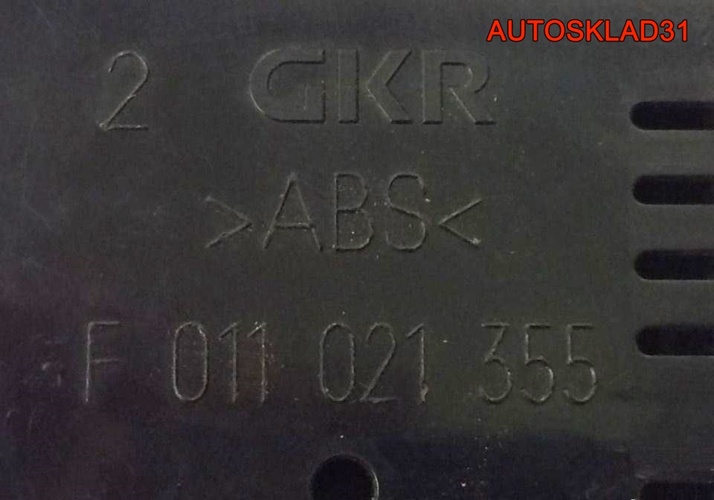 AUTOSKLAD31
2 GKR
>ABS<
F 011 021 355